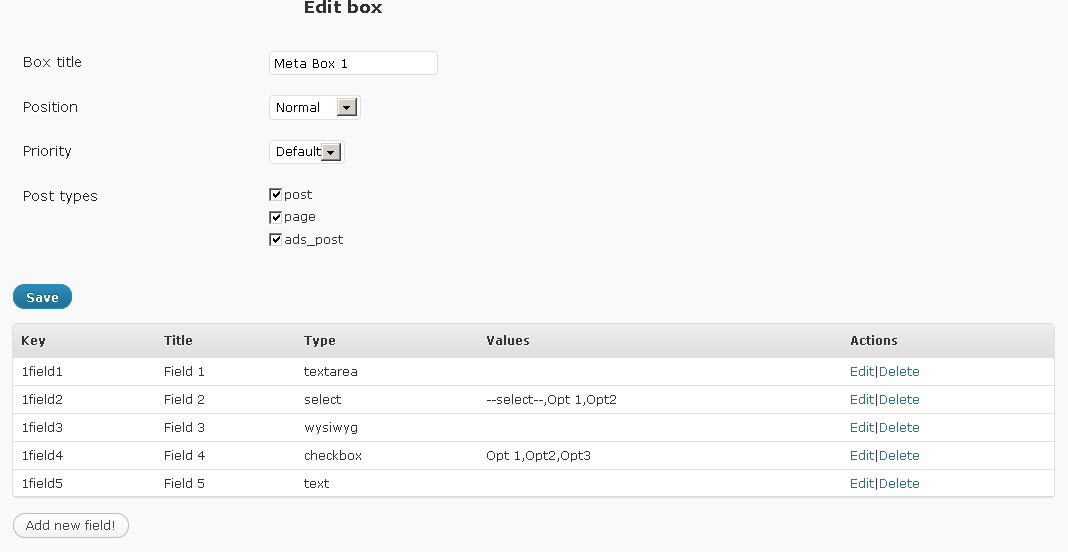 Edit box
Box title Meta Box 1
Position Normal
Priority Default
Post types post
page
ads_post
Save
Key Title Type Values Actions
1field1 Field 1 textarea Edit|Delete
1field2 Field 2 select --select--,Opt 1,Opt2 Edit|Delete
1field3 Field 3 wysiwyg Edit|Delete
1field4 Field 4 checkbox Opt 1,Opt2,Opt3 Edit|Delete
1field5 Field 5 text Edit|Delete
Add new field!